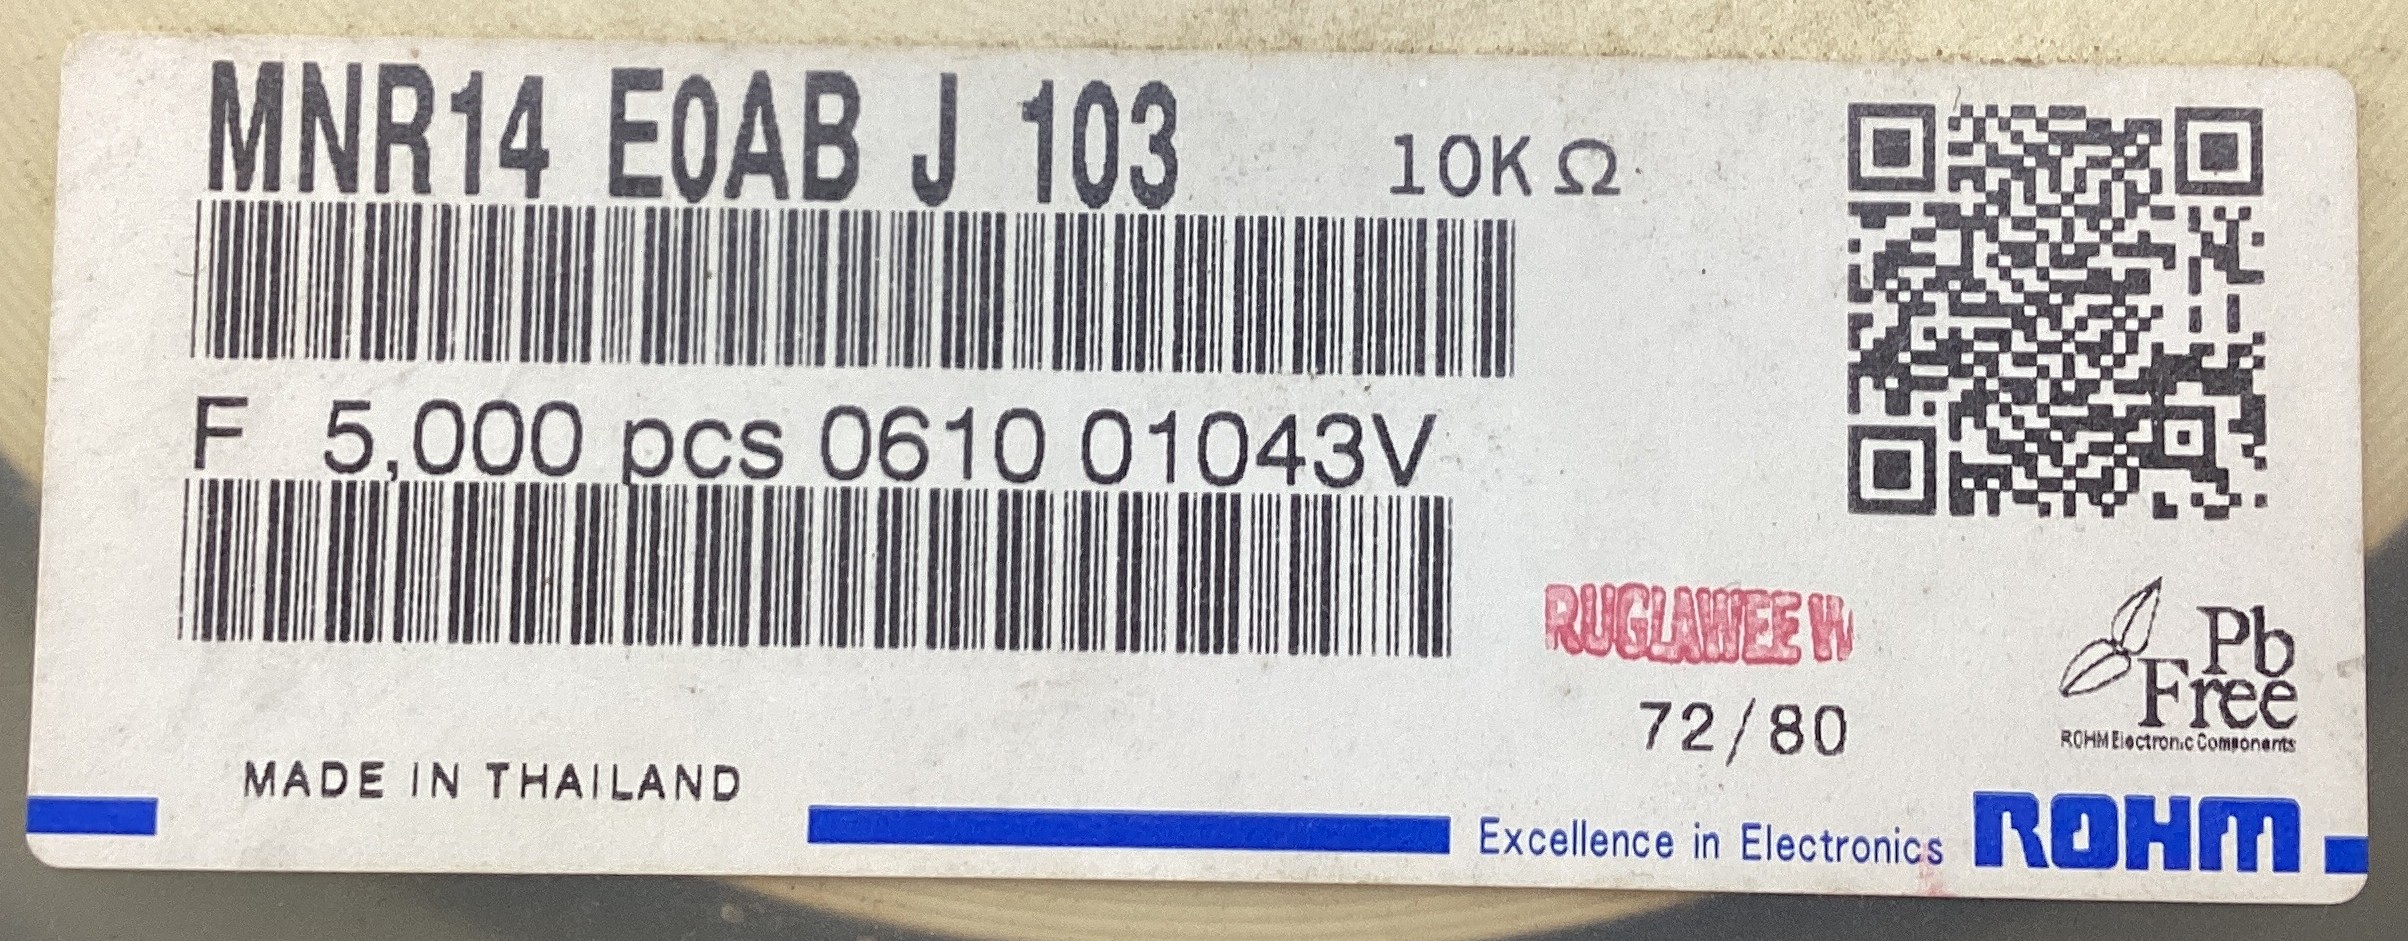 MNR14 E0AB J 103 10KΩ
F 5,000 pcs 0610 01043V
RUGLAWEE W
72/80
Pb
Free
ROHM Electronic Components
MADE IN THAILAND
Excellence in Electronics ROHM